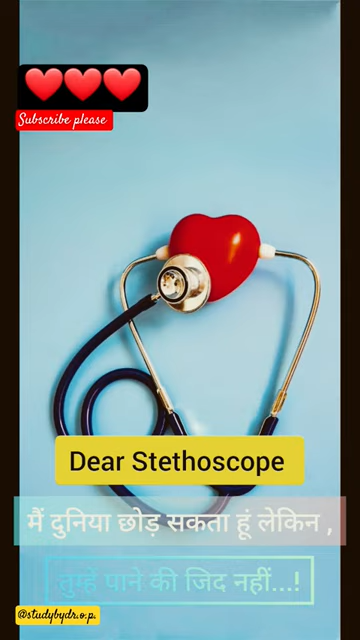 ❤️❤️❤️
Subscribe please
Dear Stethoscope
मैं दुनिया छोड़ सकता हूं लेकिन ,
तुम्हें पाने की जिद नहीं...!
@studybydr.o.p.